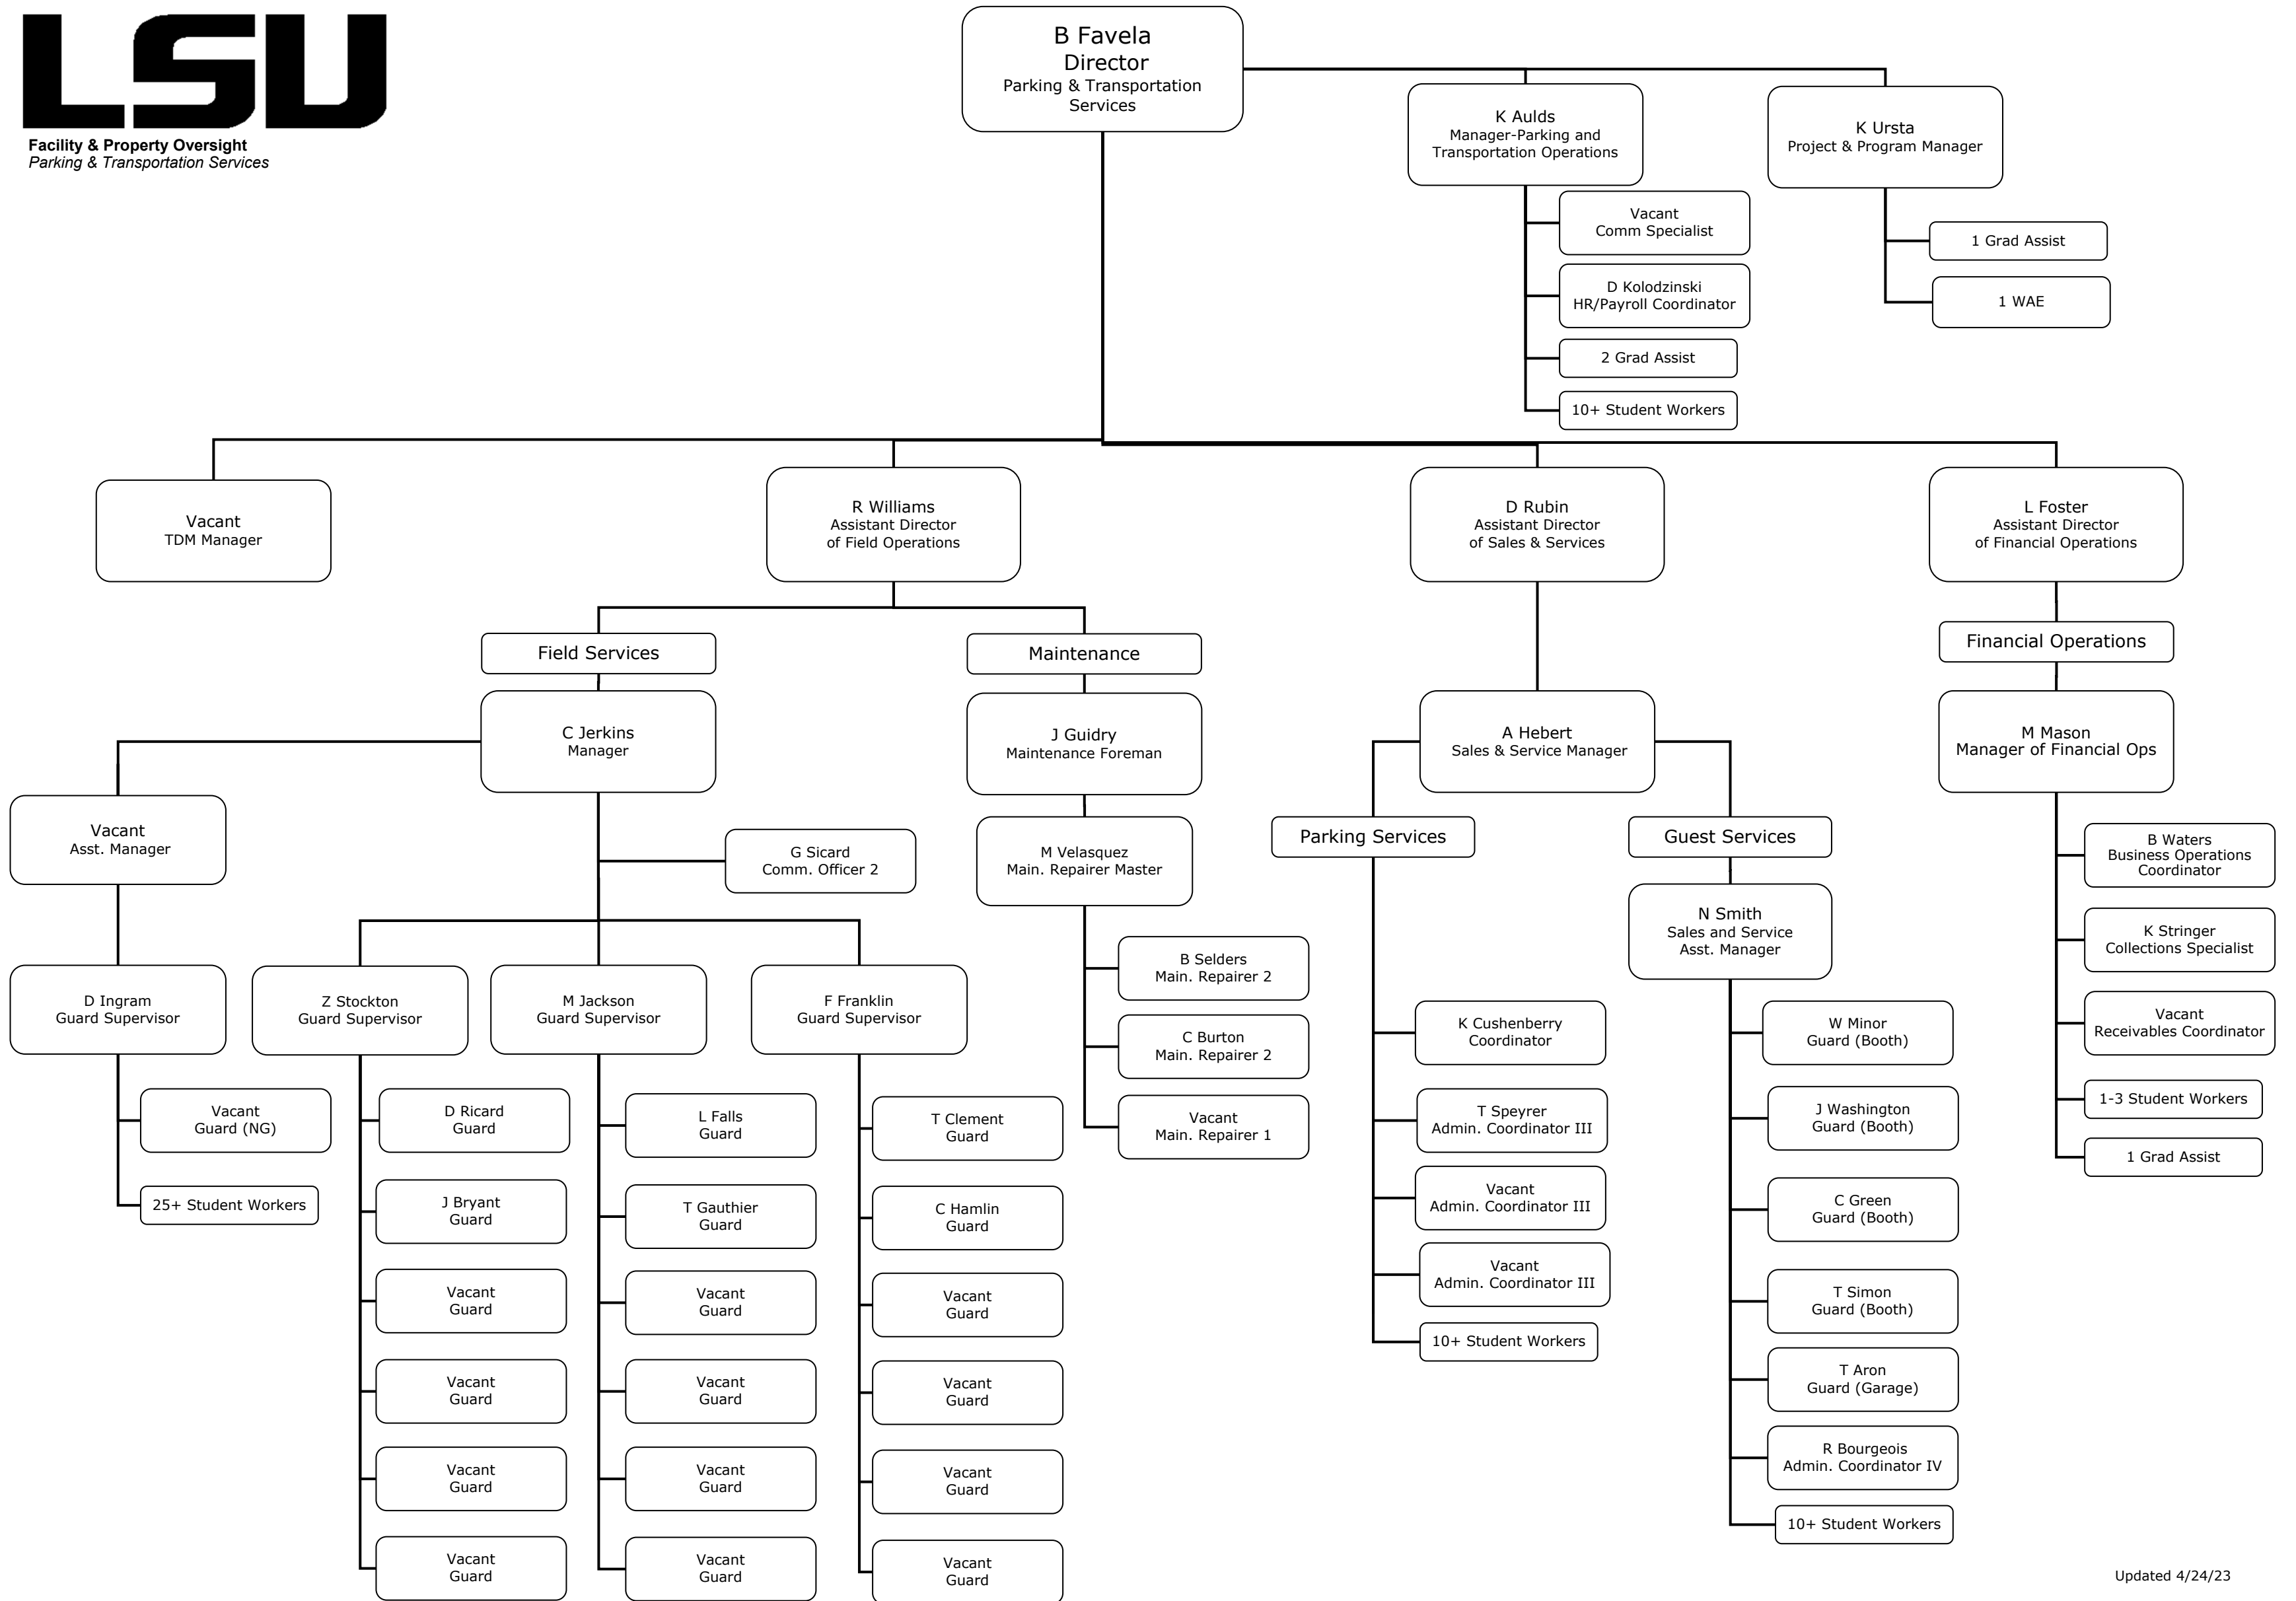 LSU
Facility & Property Oversight
Parking & Transportation Services
B Favela
Director
Parking & Transportation
Services
K Aulds
Manager-Parking and
Transportation Operations
K Ursta
Project & Program Manager
Vacant
Comm Specialist
D Kolodzinski
HR/Payroll Coordinator
2 Grad Assist
10+ Student Workers
1 Grad Assist
1 WAE
Vacant
TDM Manager
R Williams
Assistant Director
of Field Operations
D Rubin
Assistant Director
of Sales & Services
L Foster
Assistant Director
of Financial Operations
Field Services
Maintenance
Financial Operations
C Jerkins
Manager
J Guidry
Maintenance Foreman
A Hebert
Sales & Service Manager
M Mason
Manager of Financial Ops
Vacant
Asst. Manager
G Sicard
Comm. Officer 2
M Velasquez
Main. Repairer Master
Parking Services
Guest Services
N Smith
Sales and Service
Asst. Manager
D Ingram
Guard Supervisor
Z Stockton
Guard Supervisor
M Jackson
Guard Supervisor
F Franklin
Guard Supervisor
Vacant
Guard (NG)
25+ Student Workers
D Ricard
Guard
J Bryant
Guard
Vacant
Guard
Vacant
Guard
Vacant
Guard
Vacant
Guard
L Falls
Guard
T Gauthier
Guard
Vacant
Guard
Vacant
Guard
Vacant
Guard
Vacant
Guard
T Clement
Guard
C Hamlin
Guard
Vacant
Guard
Vacant
Guard
Vacant
Guard
Vacant
Guard
B Selders
Main. Repairer 2
C Burton
Main. Repairer 2
Vacant
Main. Repairer 1
K Cushenberry
Coordinator
T Speyrer
Admin. Coordinator III
Vacant
Admin. Coordinator III
Vacant
Admin. Coordinator III
10+ Student Workers
W Minor
Guard (Booth)
J Washington
Guard (Booth)
C Green
Guard (Booth)
T Simon
Guard (Booth)
T Aron
Guard (Garage)
R Bourgeois
Admin. Coordinator IV
10+ Student Workers
B Waters
Business Operations
Coordinator
K Stringer
Collections Specialist
Vacant
Receivables Coordinator
1-3 Student Workers
1 Grad Assist
Updated 4/24/23